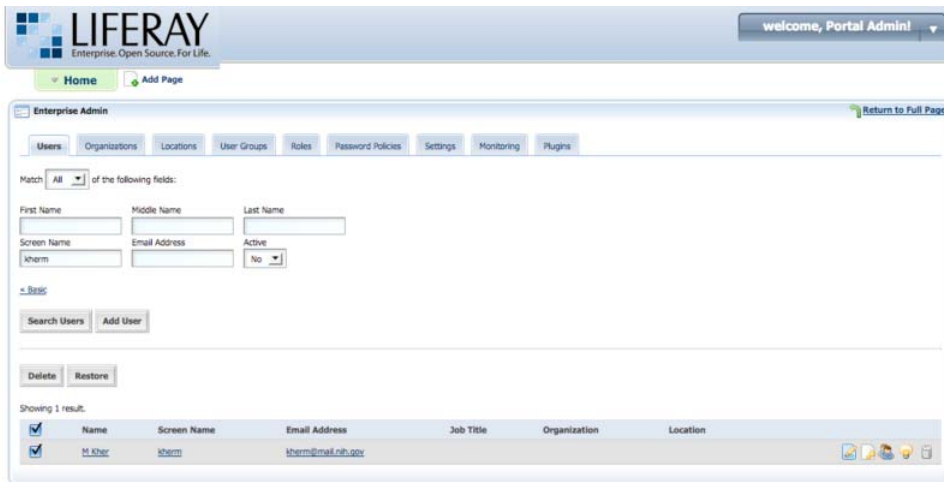 LIFERAY
Enterprise. Open Source. For Life.
welcome, Portal Admin!
Home Add Page
Enterprise Admin Return to Full Page
Users Organizations Locations User Groups Roles Password Policies Settings Monitoring Plugins
Match All of the following fields:
First Name Middle Name Last Name
Screen Name Email Address Active
kherm No
« Basic
Search Users Add User
Delete Restore
Showing 1 result.
Name Screen Name Email Address Job Title Organization Location
M Kher kherm kherm@mail.nih.gov